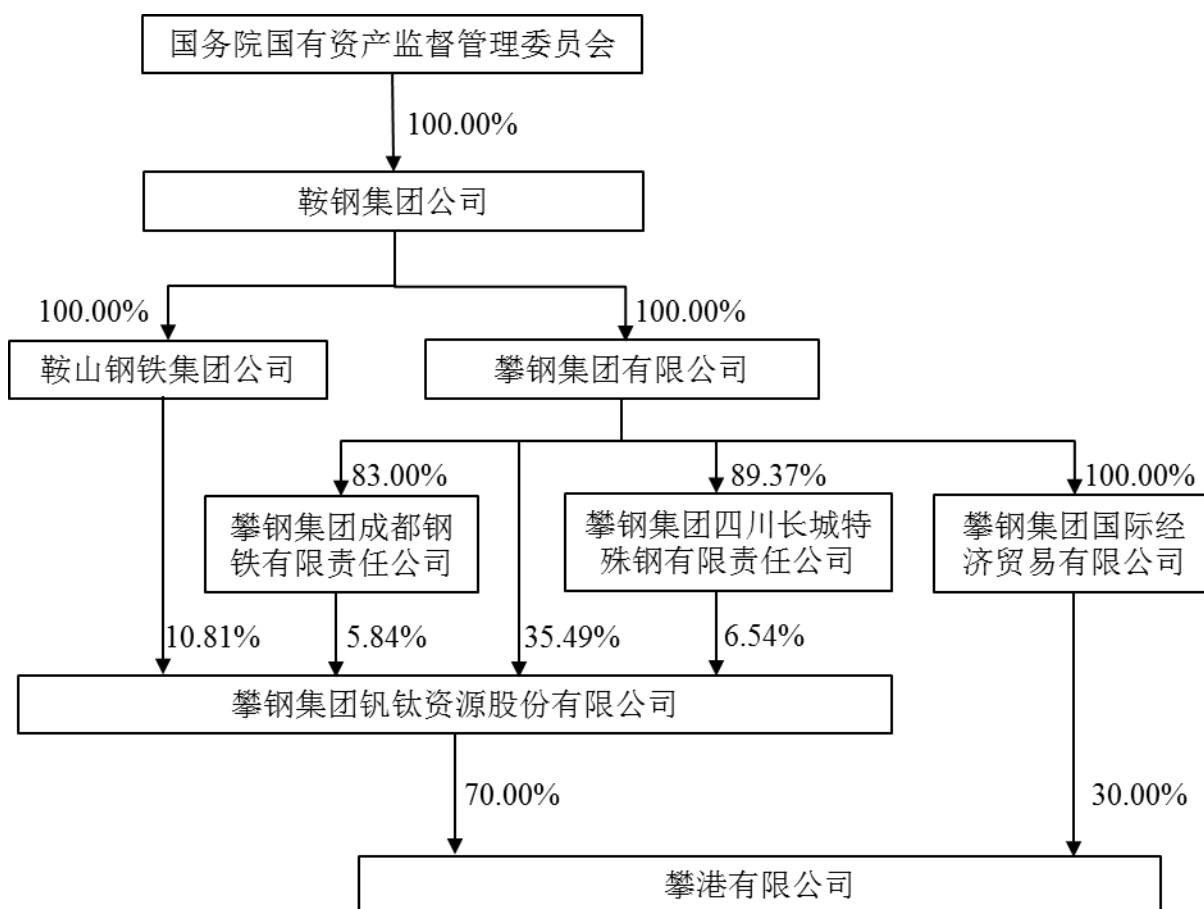 国务院国有资产监督管理委员会
100.00%
鞍钢集团公司
100.00%
100.00%
鞍山钢铁集团公司
攀钢集团有限公司
83.00%
89.37%
100.00%
攀钢集团成都钢
铁有限责任公司
攀钢集团四川长城特
殊钢有限责任公司
攀钢集团国际经
济贸易有限公司
10.81%
5.84%
35.49%
6.54%
攀钢集团钒钛资源股份有限公司
70.00%
30.00%
攀港有限公司